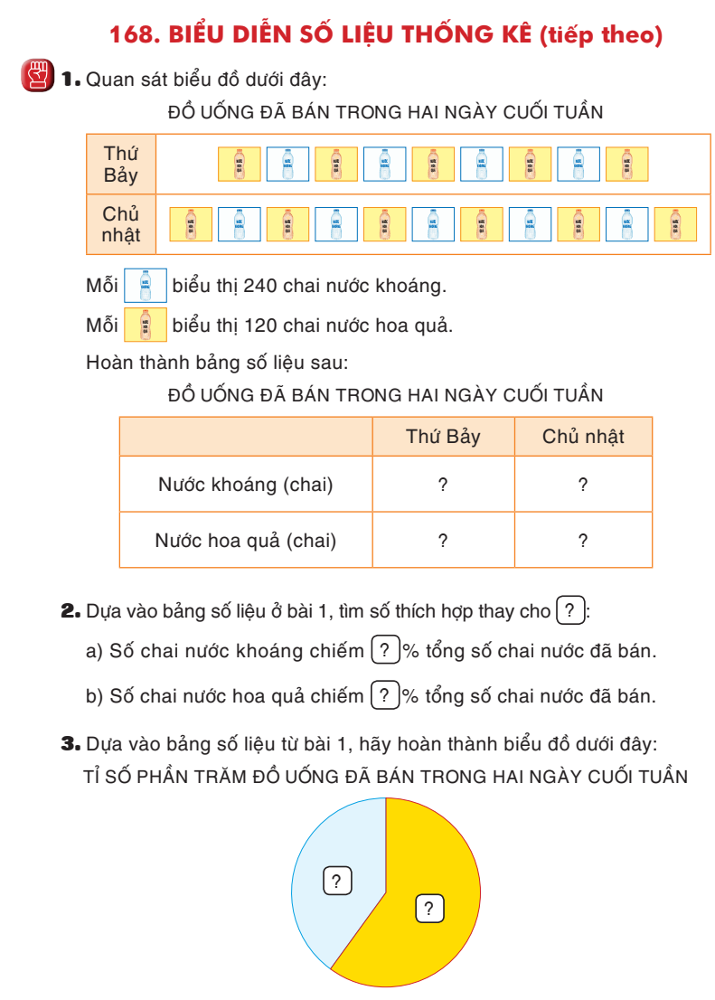 168. BIỂU DIỄN SỐ LIỆU THỐNG KÊ (tiếp theo)
1. Quan sát biểu đồ dưới đây:
ĐỒ UỐNG ĐÃ BÁN TRONG HAI NGÀY CUỐI TUẦN
Thứ
Bảy
Chủ
nhật
Mỗi biểu thị 240 chai nước khoáng.
Mỗi biểu thị 120 chai nước hoa quả.
Hoàn thành bảng số liệu sau:
ĐỒ UỐNG ĐÃ BÁN TRONG HAI NGÀY CUỐI TUẦN
Thứ Bảy Chủ nhật
Nước khoáng (chai) ? ?
Nước hoa quả (chai) ? ?
2. Dựa vào bảng số liệu ở bài 1, tìm số thích hợp thay cho ? :
a) Số chai nước khoáng chiếm ? % tổng số chai nước đã bán.
b) Số chai nước hoa quả chiếm ? % tổng số chai nước đã bán.
3. Dựa vào bảng số liệu từ bài 1, hãy hoàn thành biểu đồ dưới đây:
TỈ SỐ PHẦN TRĂM ĐỒ UỐNG ĐÃ BÁN TRONG HAI NGÀY CUỐI TUẦN
?
?